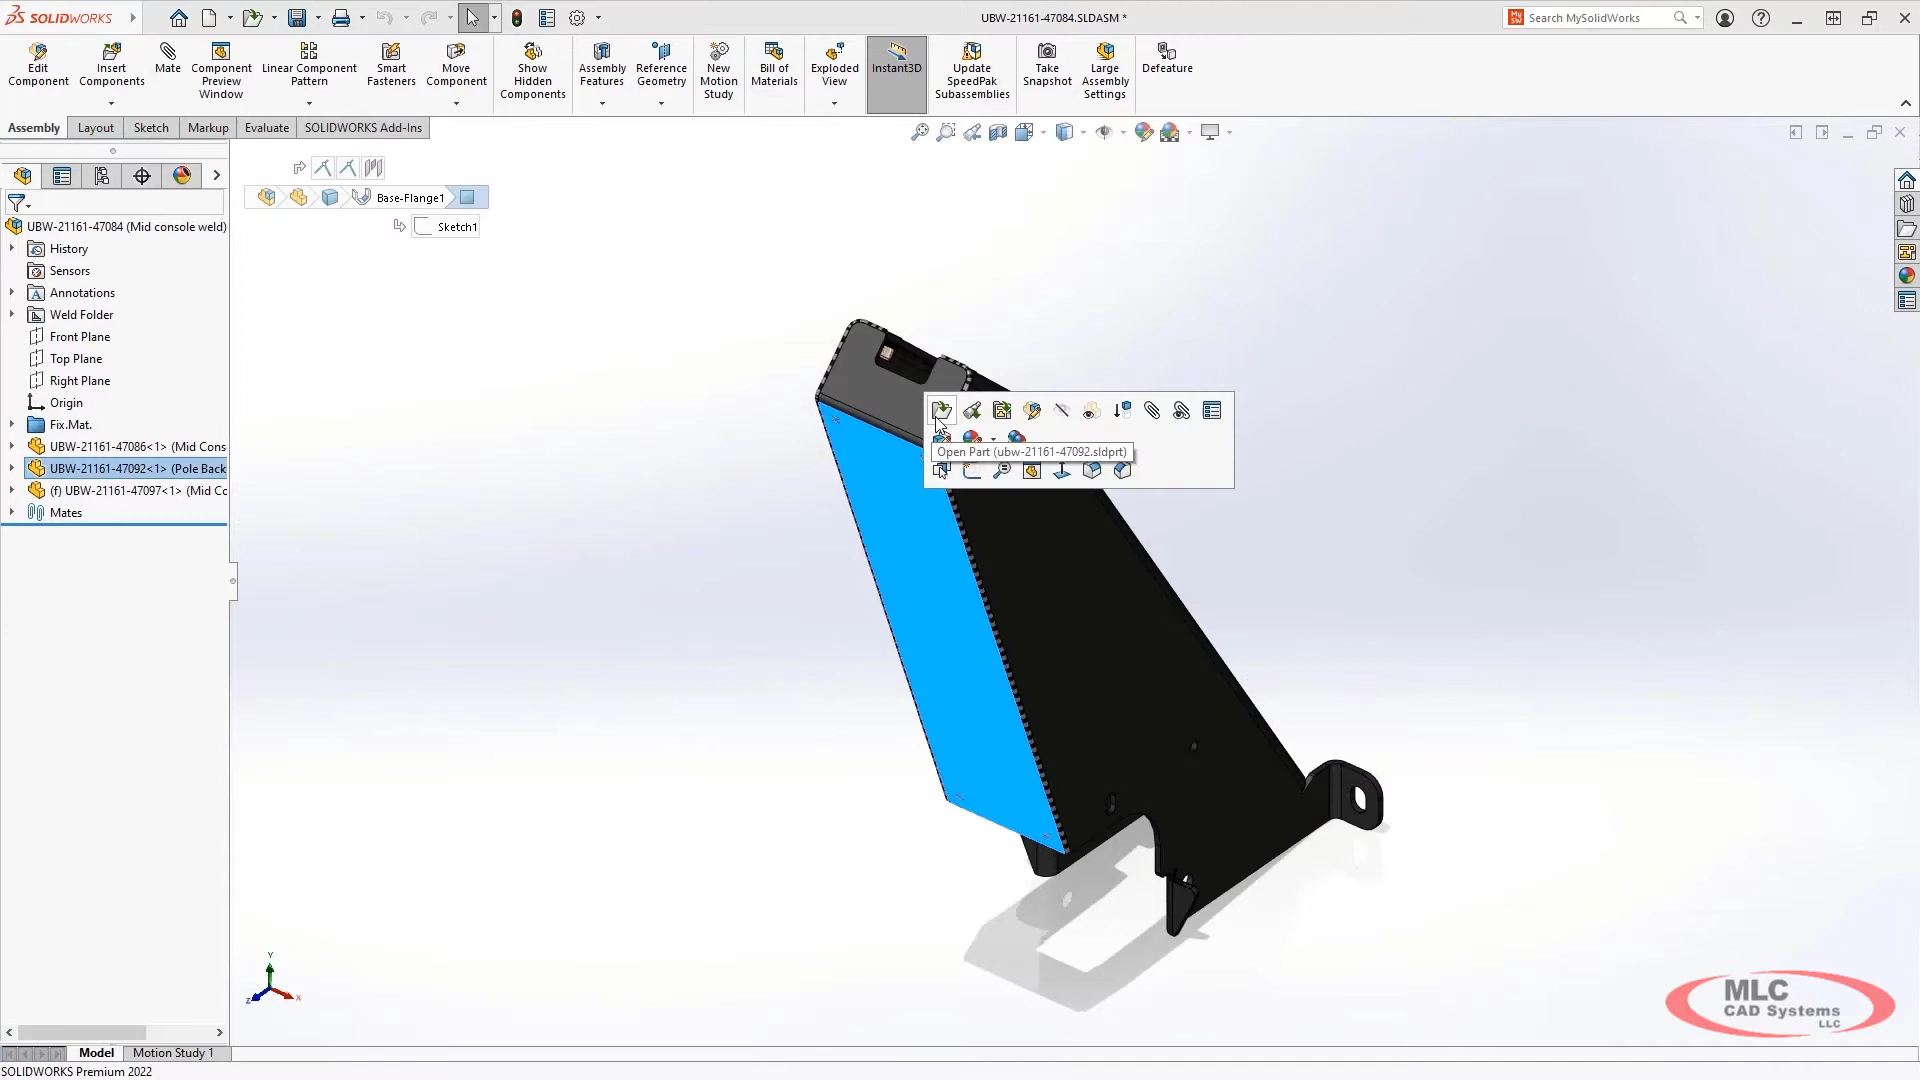 SOLIDWORKS
UBW-21161-47084.SLDASM *
Search MySolidWorks
Edit Component
Insert Components
Mate
Component Preview Window
Linear Component Pattern
Smart Fasteners
Move Component
Show Hidden Components
Assembly Features
Reference Geometry
New Motion Study
Bill of Materials
Exploded View
Instant3D
Update SpeedPak Subassemblies
Take Snapshot
Large Assembly Settings
Defeature
Assembly
Layout
Sketch
Markup
Evaluate
SOLIDWORKS Add-Ins
Base-Flange1
Sketch1
UBW-21161-47084 (Mid console weld)
History
Sensors
Annotations
Weld Folder
Front Plane
Top Plane
Right Plane
Origin
Fix.Mat.
UBW-21161-47086<1> (Mid Cons
UBW-21161-47092<1> (Pole Back
(f) UBW-21161-47097<1> (Mid Cc
Mates
Open Part (ubw-21161-47092.sldprt)
Y
Z
X
MLC
CAD Systems
LLC
Model
Motion Study 1
SOLIDWORKS Premium 2022